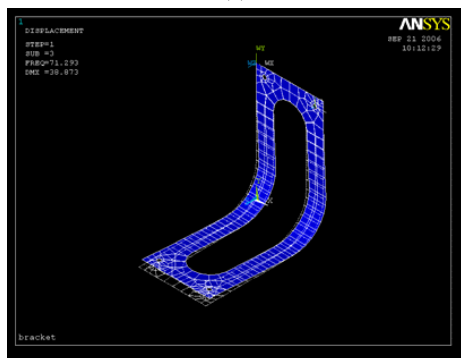 1
DISPLACEMENT
STEP=1
SUB =3
FREQ=71.293
DMX =38.873
ANSYS
SEP 21 2006
10:12:29
WY
WX
X
bracket